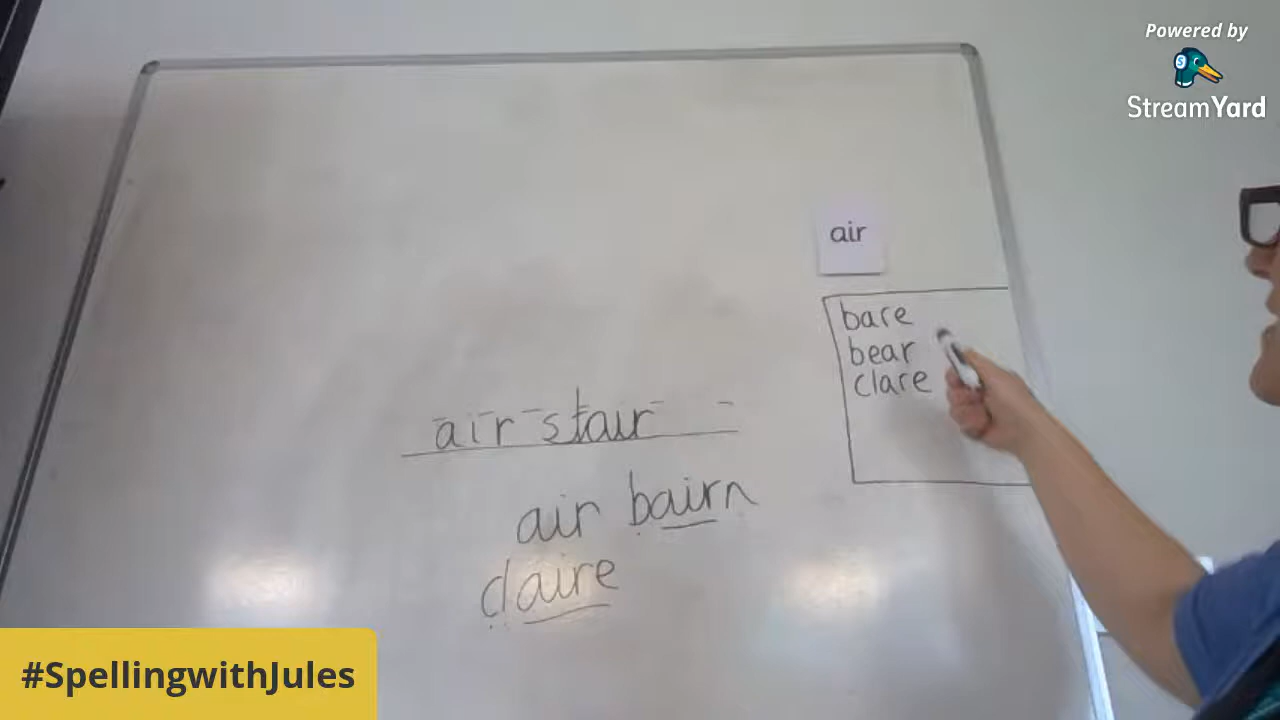 Powered by
StreamYard
air
bare
bear
clare
air stair
air bairn
claire
#SpellingwithJules